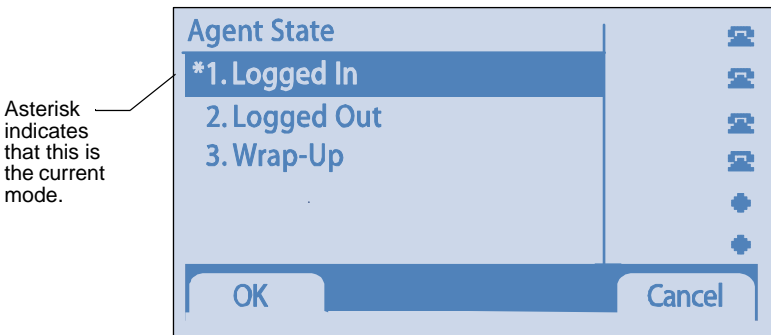 Agent State
*1. Logged In
2. Logged Out
3. Wrap-Up
OK
Cancel
Asterisk
indicates
that this is
the current
mode.